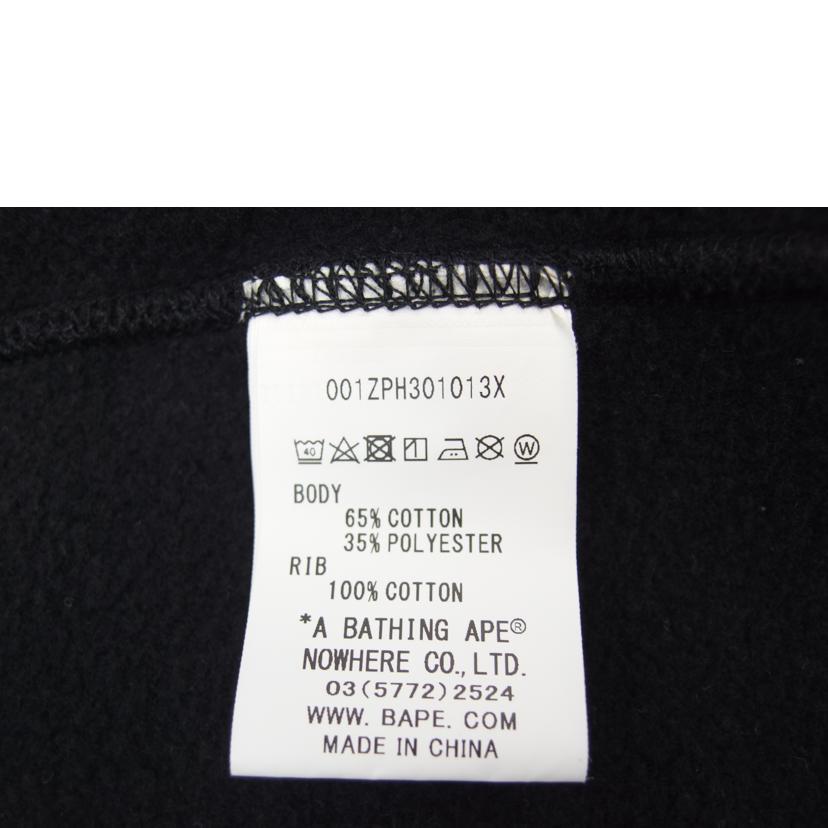 001ZPH301013X
40 W
BODY
65% COTTON
35% POLYESTER
RIB
100% COTTON
*A BATHING APE®
NOWHERE CO., LTD.
03(5772)2524
WWW. BAPE. COM
MADE IN CHINA